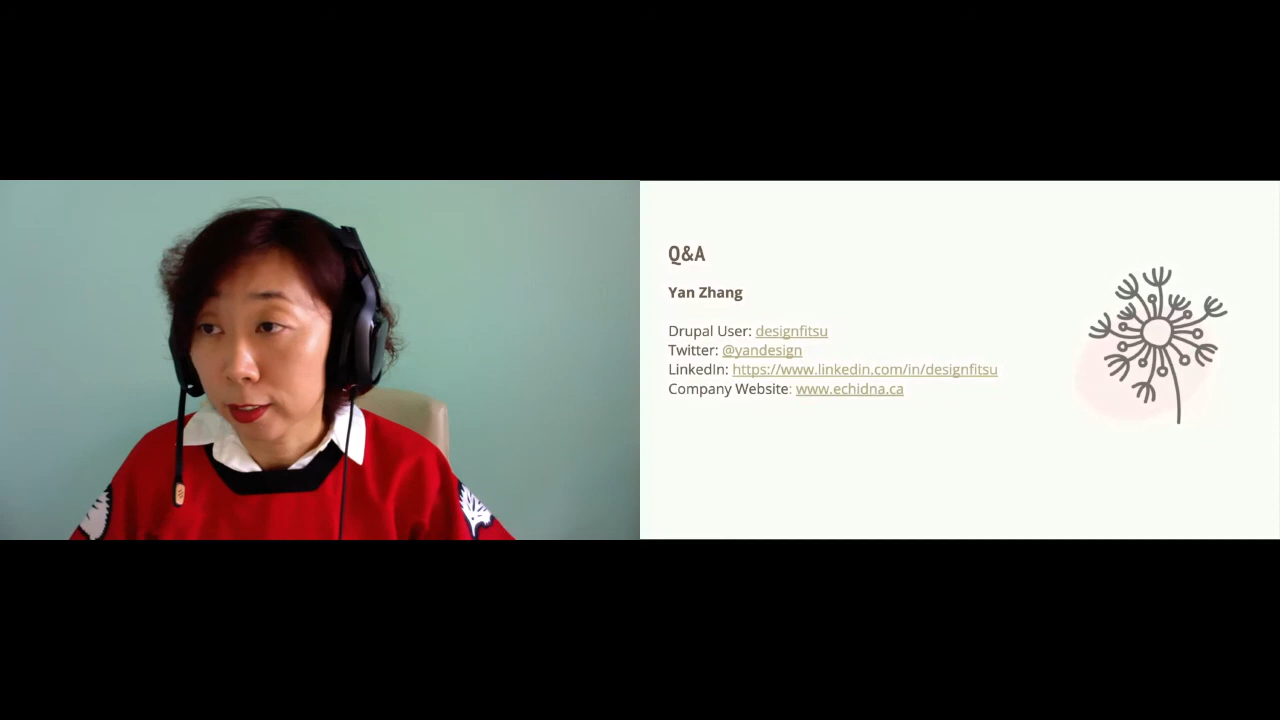 Q&A
Yan Zhang
Drupal User: designfitsu
Twitter: @yandesign
LinkedIn: https://www.linkedin.com/in/designfitsu
Company Website: www.echidna.ca